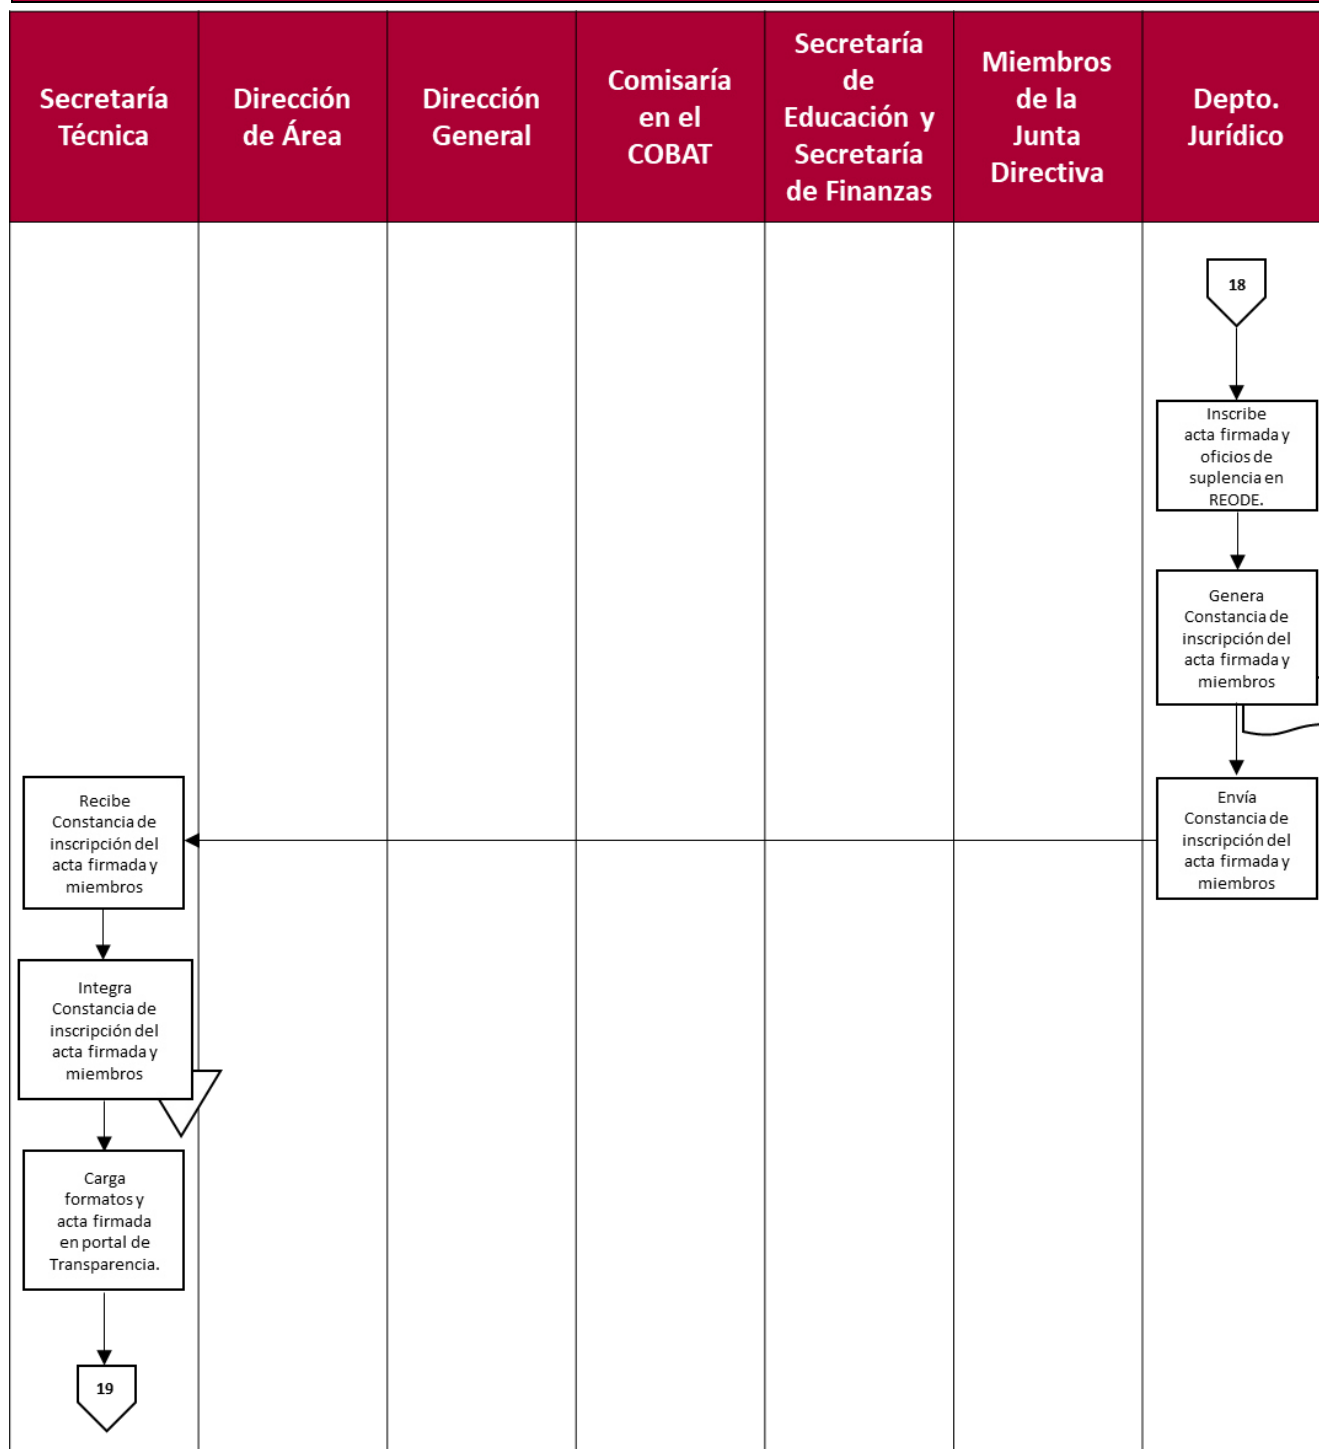 Secretaría
Técnica
Dirección
de Área
Dirección
General
Comisaría
en el
COBAT
Secretaría
de
Educación y
Secretaría
de Finanzas
Miembros
de la
Junta
Directiva
Depto.
Jurídico
18
Inscribe
acta firmada y
oficios de
suplencia en
REODE.
Genera
Constancia de
inscripción del
acta firmada y
miembros
Envía
Constancia de
inscripción del
acta firmada y
miembros
Recibe
Constancia de
inscripción del
acta firmada y
miembros
Integra
Constancia de
inscripción del
acta firmada y
miembros
Carga
formatos y
acta firmada
en portal de
Transparencia.
19